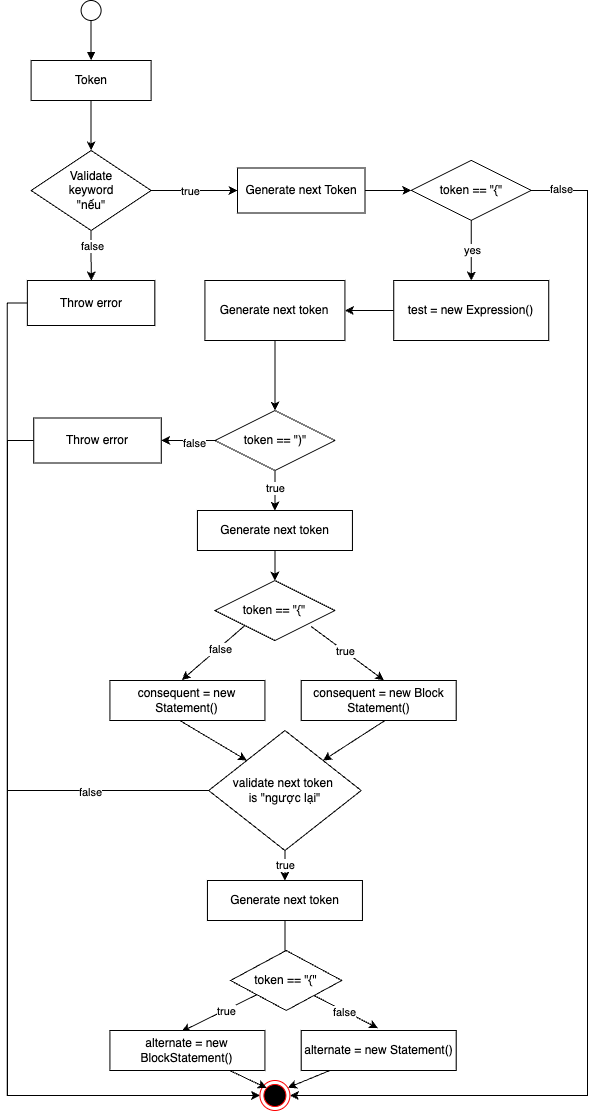 Token
Validate
keyword
"nếu"
true
Generate next Token
token == "{"
false
false
yes
Throw error
Generate next token
test = new Expression()
Throw error
false
token == ")"
true
Generate next token
token == "{"
false
true
consequent = new
Statement()
consequent = new Block
Statement()
validate next token
is "ngược lại"
false
true
Generate next token
token == "{"
true
false
alternate = new
BlockStatement()
alternate = new Statement()